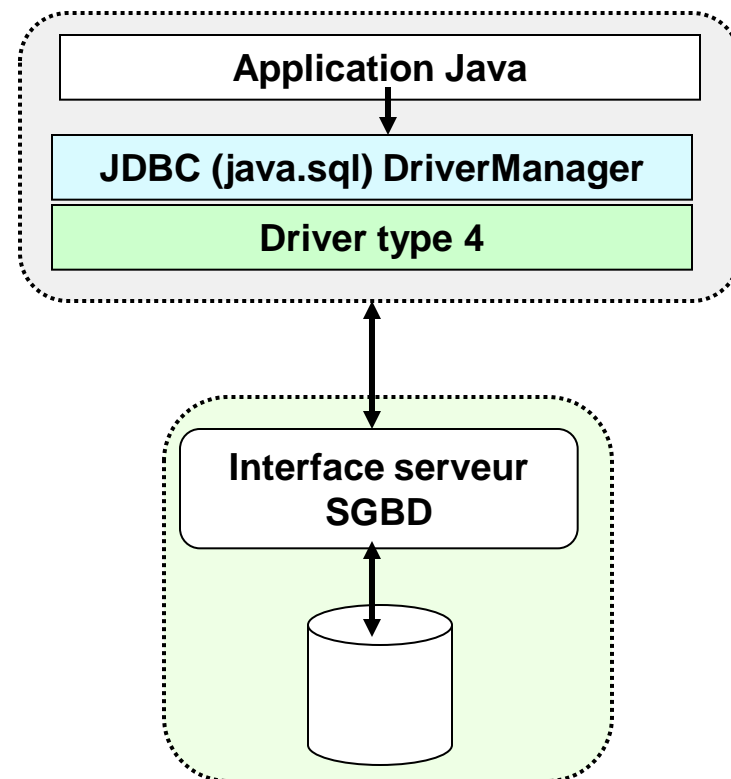 Application Java
JDBC (java.sql) DriverManager
Driver type 4
Interface serveur
SGBD